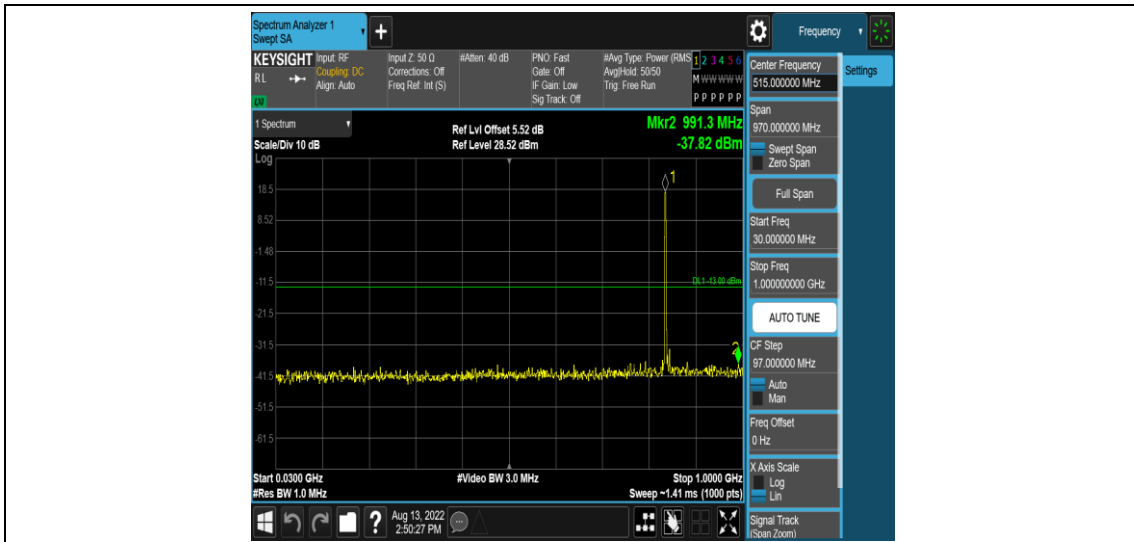 Spectrum Analyzer 1
Swept SA
+
Frequency
KEYSIGHT
RL
LM
Input: RF
Coupling: DC
Align: Auto
Input Z: 50 Ω
Corrections: Off
Freq Ref: Int (S)
#Atten: 40 dB
PNO: Fast
Gate: Off
IF Gain: Low
Sig Track: Off
#Avg Type: Power (RMS
Avg|Hold: 50/50
Trig: Free Run
1 2 3 4 5 6
M W W W W W
P P P P P P
1 Spectrum
Scale/Div 10 dB
Log
Ref Lvl Offset 5.52 dB
Ref Level 28.52 dBm
Mkr2 991.3 MHz
-37.82 dBm
1
18.5
8.52
-1.48
-11.5
DL1 -13.00 dBm
-21.5
-31.5
2
-41.5
-51.5
-61.5
Start 0.0300 GHz
#Res BW 1.0 MHz
#Video BW 3.0 MHz
Stop 1.0000 GHz
Sweep ~1.41 ms (1000 pts)
?
Aug 13, 2022
2:50:27 PM
Center Frequency
515.000000 MHz
Settings
Span
970.000000 MHz
Swept Span
Zero Span
Full Span
Start Freq
30.000000 MHz
Stop Freq
1.000000000 GHz
AUTO TUNE
CF Step
97.000000 MHz
Auto
Man
Freq Offset
0 Hz
X Axis Scale
Log
Lin
Signal Track
(Span Zoom)